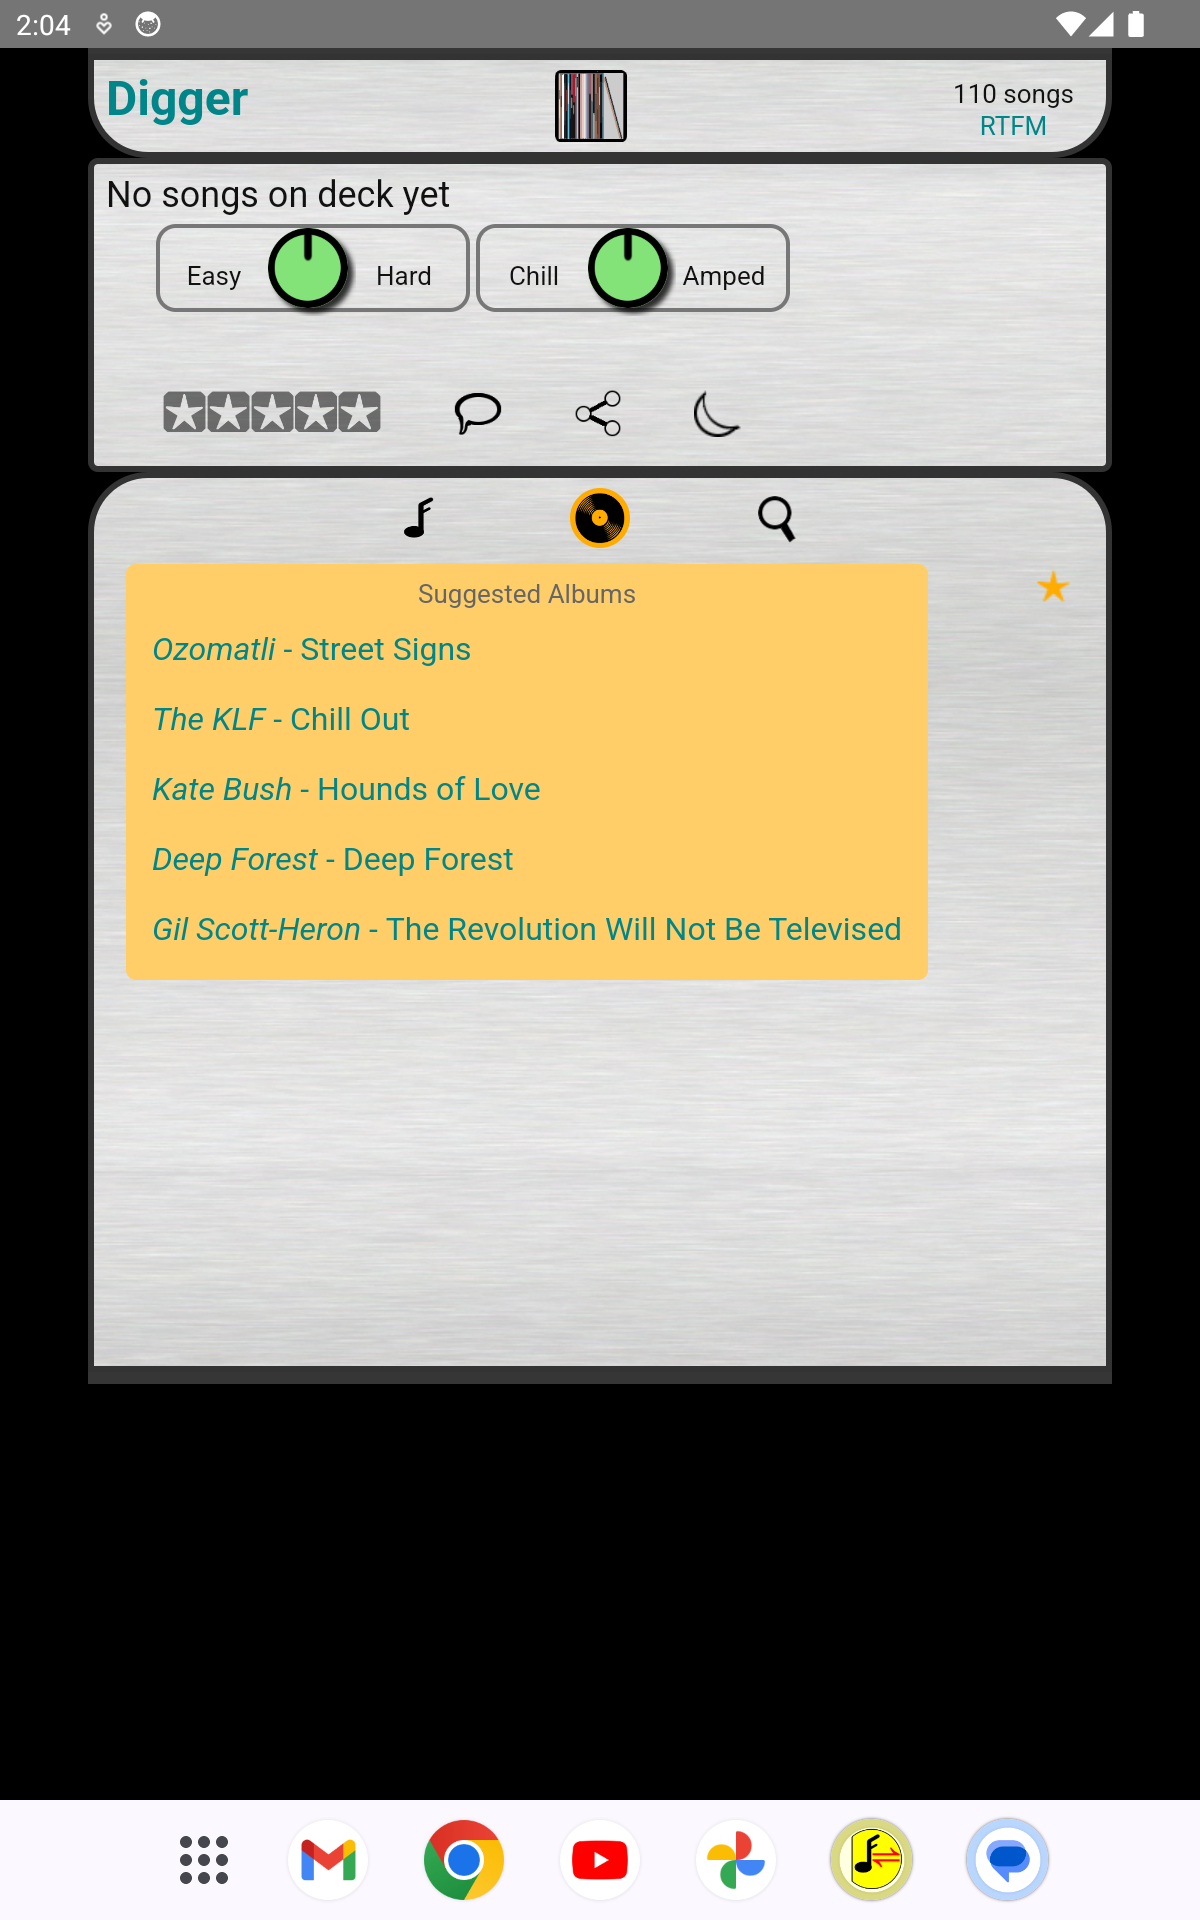 2:04
Digger
110 songs
RTFM
No songs on deck yet
Easy Hard Chill Amped
Suggested Albums
Ozomatli - Street Signs
The KLF - Chill Out
Kate Bush - Hounds of Love
Deep Forest - Deep Forest
Gil Scott-Heron - The Revolution Will Not Be Televised